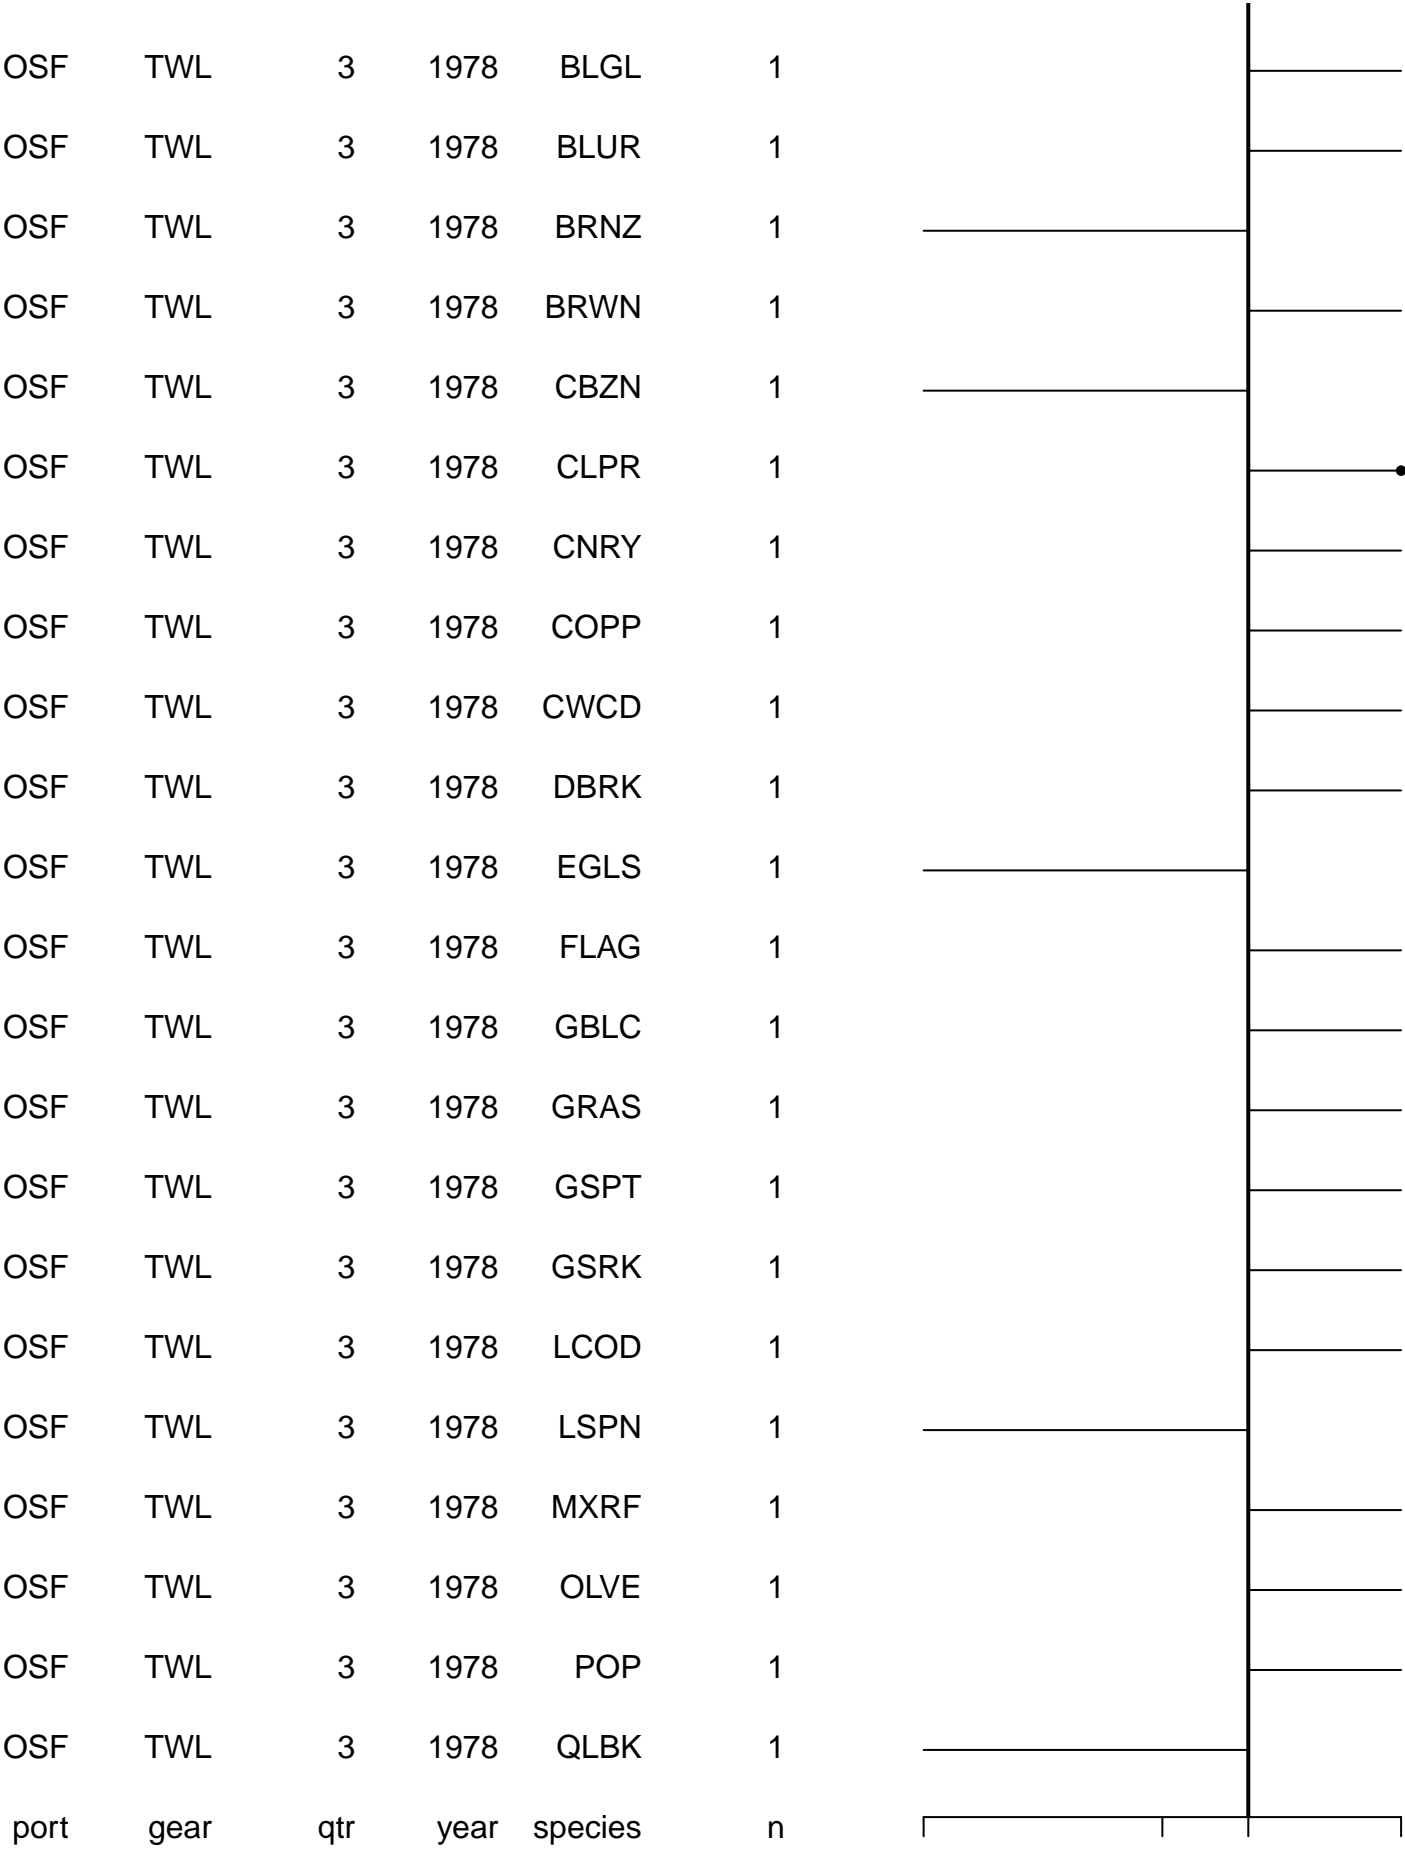 OSF TWL 3 1978 BLGL 1
OSF TWL 3 1978 BLUR 1
OSF TWL 3 1978 BRNZ 1
OSF TWL 3 1978 BRWN 1
OSF TWL 3 1978 CBZN 1
OSF TWL 3 1978 CLPR 1
OSF TWL 3 1978 CNRY 1
OSF TWL 3 1978 COPP 1
OSF TWL 3 1978 CWCD 1
OSF TWL 3 1978 DBRK 1
OSF TWL 3 1978 EGLS 1
OSF TWL 3 1978 FLAG 1
OSF TWL 3 1978 GBLC 1
OSF TWL 3 1978 GRAS 1
OSF TWL 3 1978 GSPT 1
OSF TWL 3 1978 GSRK 1
OSF TWL 3 1978 LCOD 1
OSF TWL 3 1978 LSPN 1
OSF TWL 3 1978 MXRF 1
OSF TWL 3 1978 OLVE 1
OSF TWL 3 1978 POP 1
OSF TWL 3 1978 QLBK 1
port gear qtr year species n